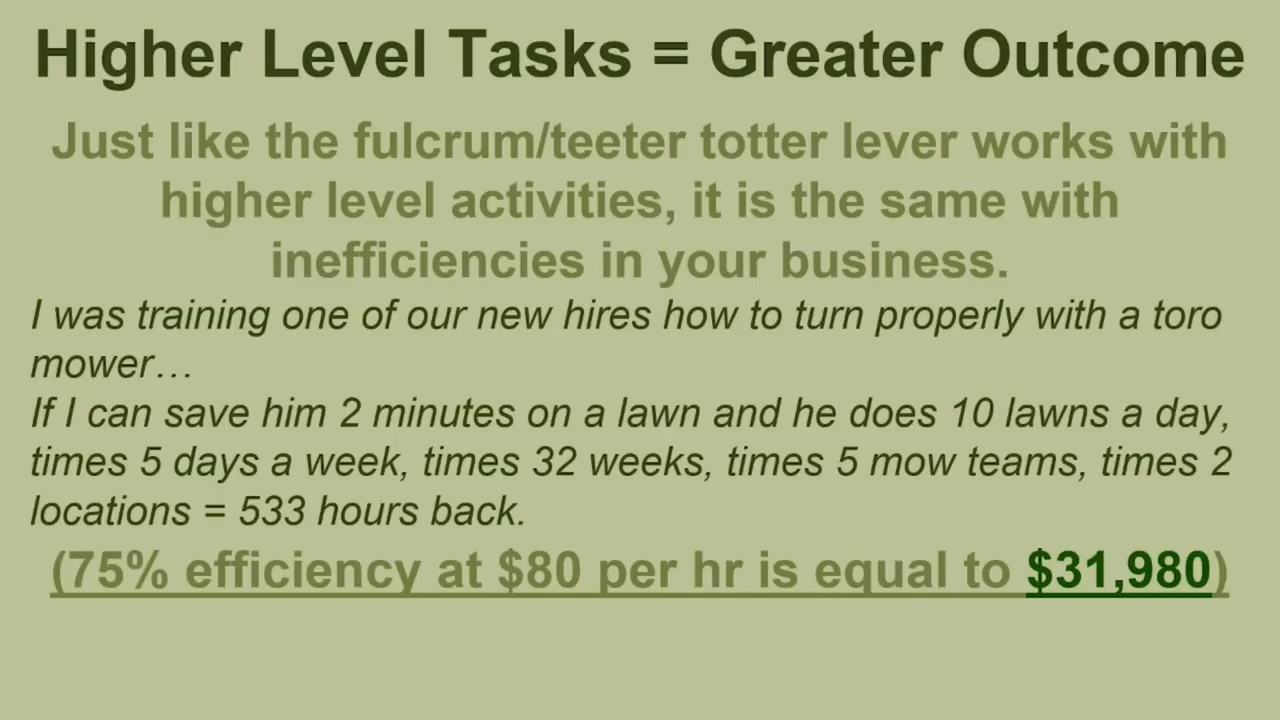 Higher Level Tasks = Greater Outcome
Just like the fulcrum/teeter totter lever works with
higher level activities, it is the same with
inefficiencies in your business.
I was training one of our new hires how to turn properly with a toro
mower…
If I can save him 2 minutes on a lawn and he does 10 lawns a day,
times 5 days a week, times 32 weeks, times 5 mow teams, times 2
locations = 533 hours back.
(75% efficiency at $80 per hr is equal to $31,980)